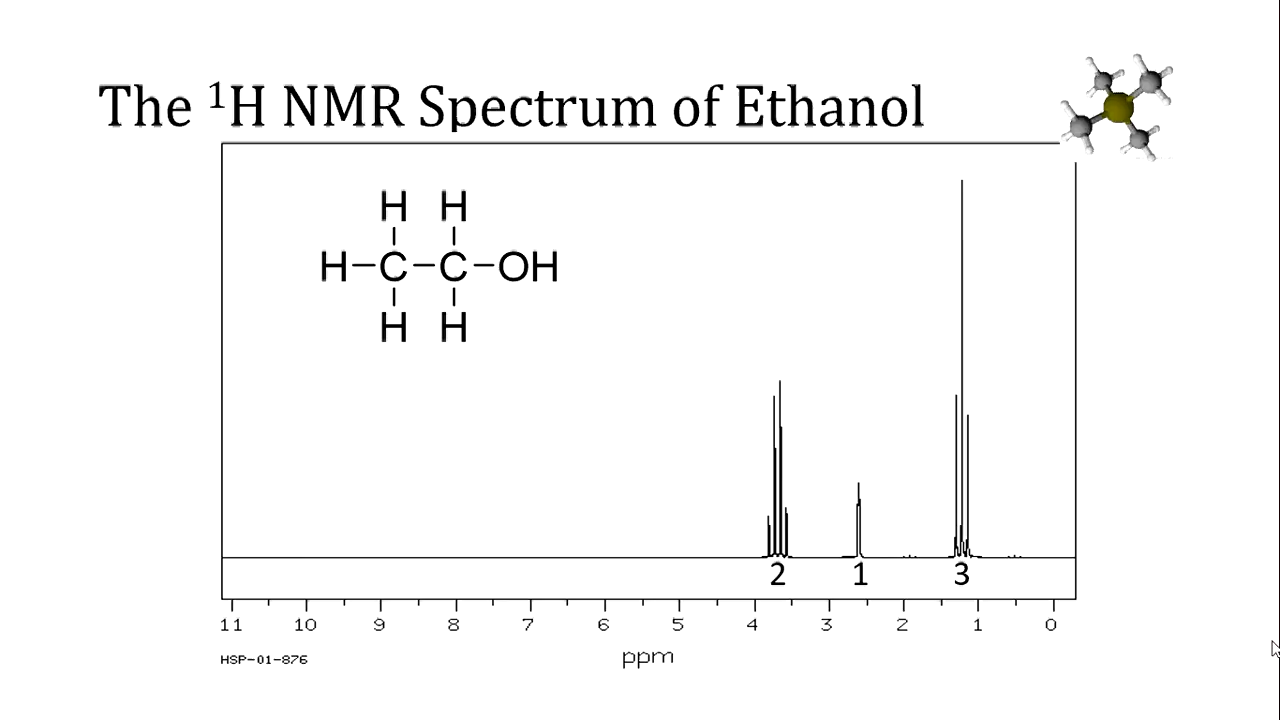 The ¹H NMR Spectrum of Ethanol
H H
H-C-C-OH
H H
2 1 3
11 10 9 8 7 6 5 4 3 2 1 0
HSP-01-876 ppm